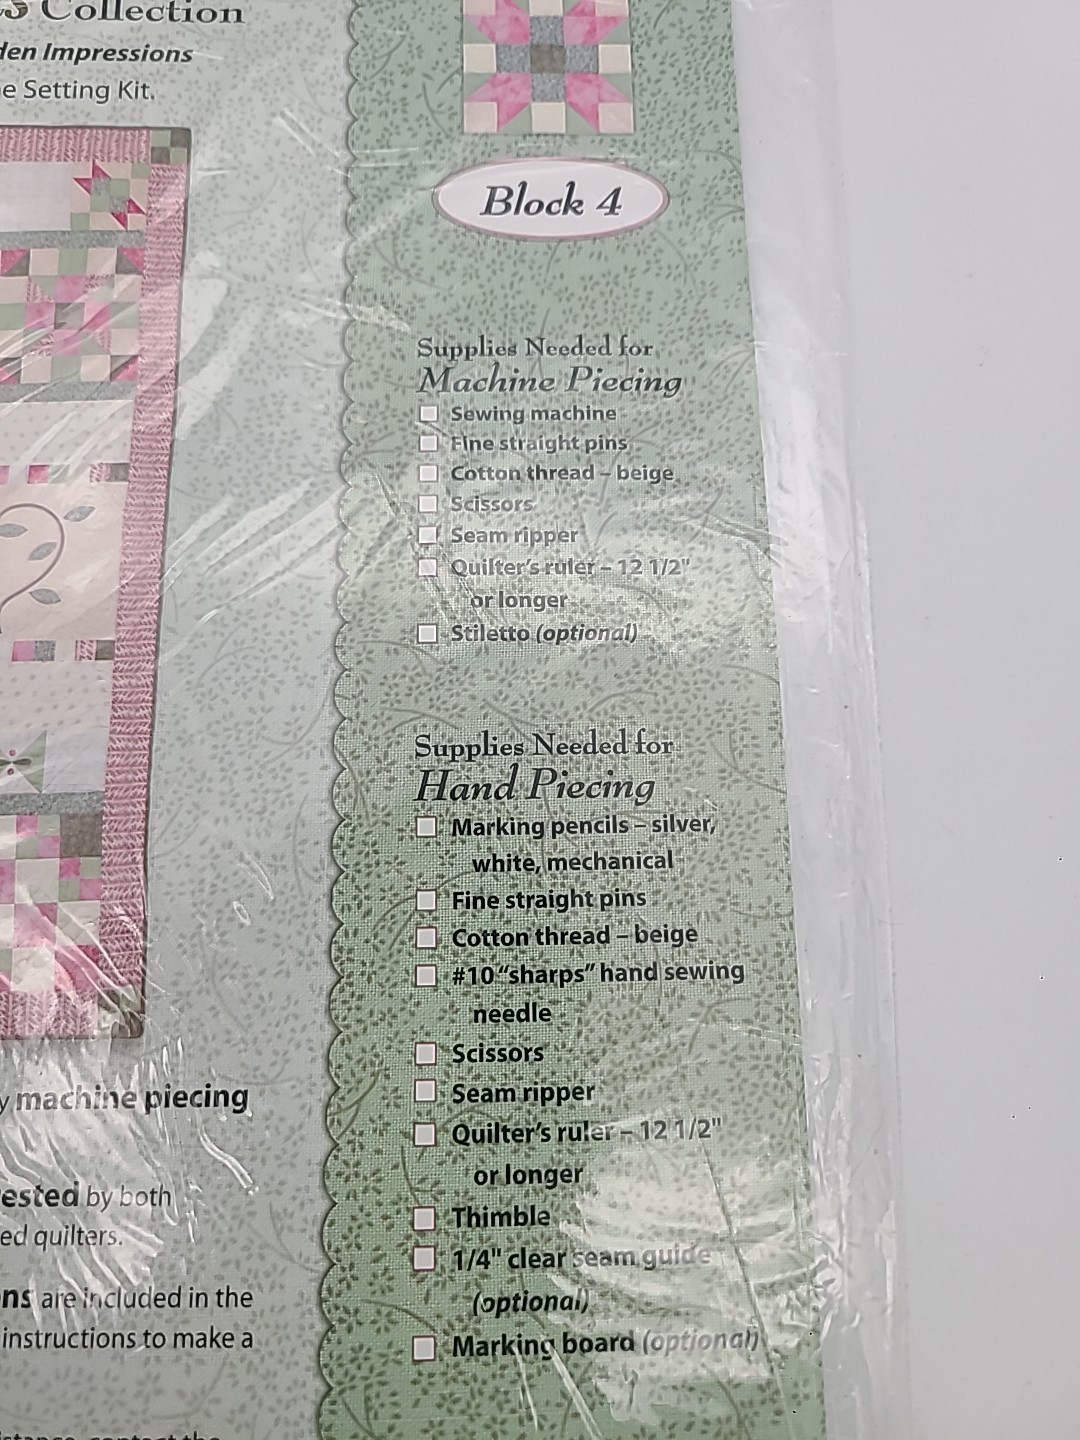 Collection
Impressions
Setting Kit.
Block 4
Supplies Needed for
Machine Piecing
Sewing machine
Fine straight pins
Cotton thread – beige
Scissors
Seam ripper
Quilter's ruler – 12 1/2"
or longer
Stiletto (optional)
Supplies Needed for
Hand Piecing
Marking pencils – silver,
white, mechanical
Fine straight pins
Cotton thread – beige
#10 "sharps" hand sewing
needle
Scissors
Seam ripper
Quilter's ruler – 12 1/2"
or longer
Thimble
1/4" clear seam guide
(optional)
Marking board (optional)
machine piecing
by both
quilters.
are included in the
instructions to make a
contact the